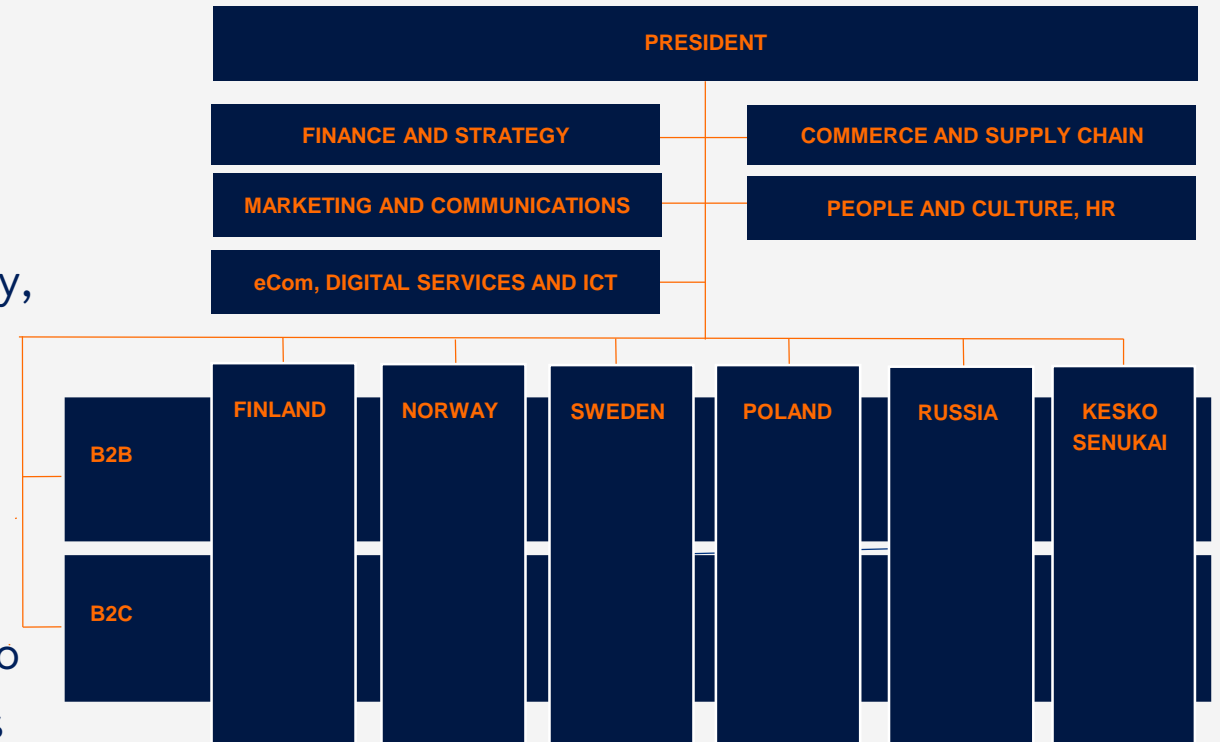 PRESIDENT
FINANCE AND STRATEGY
COMMERCE AND SUPPLY CHAIN
MARKETING AND COMMUNICATIONS
PEOPLE AND CULTURE, HR
eCom, DIGITAL SERVICES AND ICT
y,
FINLAND
NORWAY
SWEDEN
POLAND
RUSSIA
KESKO
SENUKAI
B2B
B2C
o
s